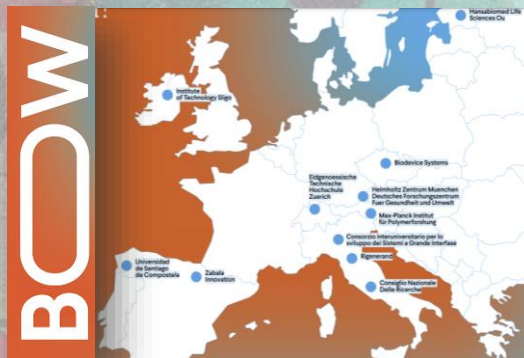 BOW
Hansabiomed Life
Sciences Ou
Institute
of Technology Sligo
Biodevice Systems
Eidgenoessische
Technische
Hochschule
Zuerich
Helmholtz Zentrum Muenchen
Deutsches Forschungszentrum
Fuer Gesundheit und Umwelt
Max-Planck Institut
für Polymerforshung
Consorzio interuniversitario per lo
sviluppo dei Sistemi a Grande Interfase
Rigenerand
Universidad
de Santiago
de Compostela
Zabala
Innovation
Consiglio Nazionale
Delle Ricerche